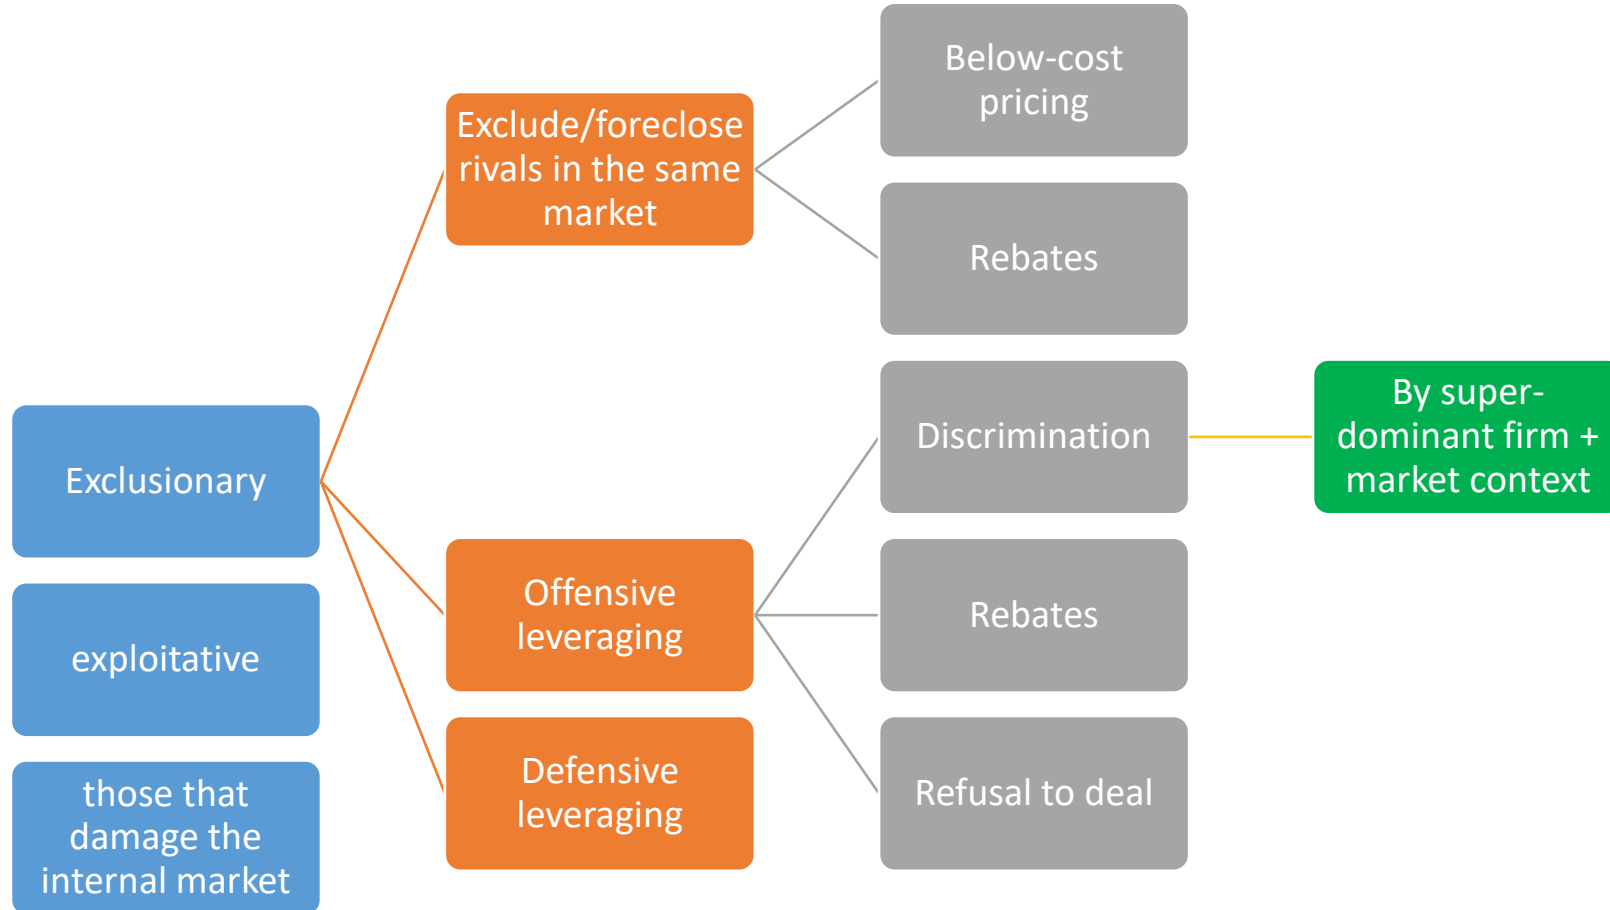 Below-cost
pricing
Exclude/foreclose
rivals in the same
market
Rebates
Discrimination
By super-
dominant firm +
market context
Exclusionary
Offensive
leveraging
Rebates
exploitative
Defensive
leveraging
Refusal to deal
those that
damage the
internal market